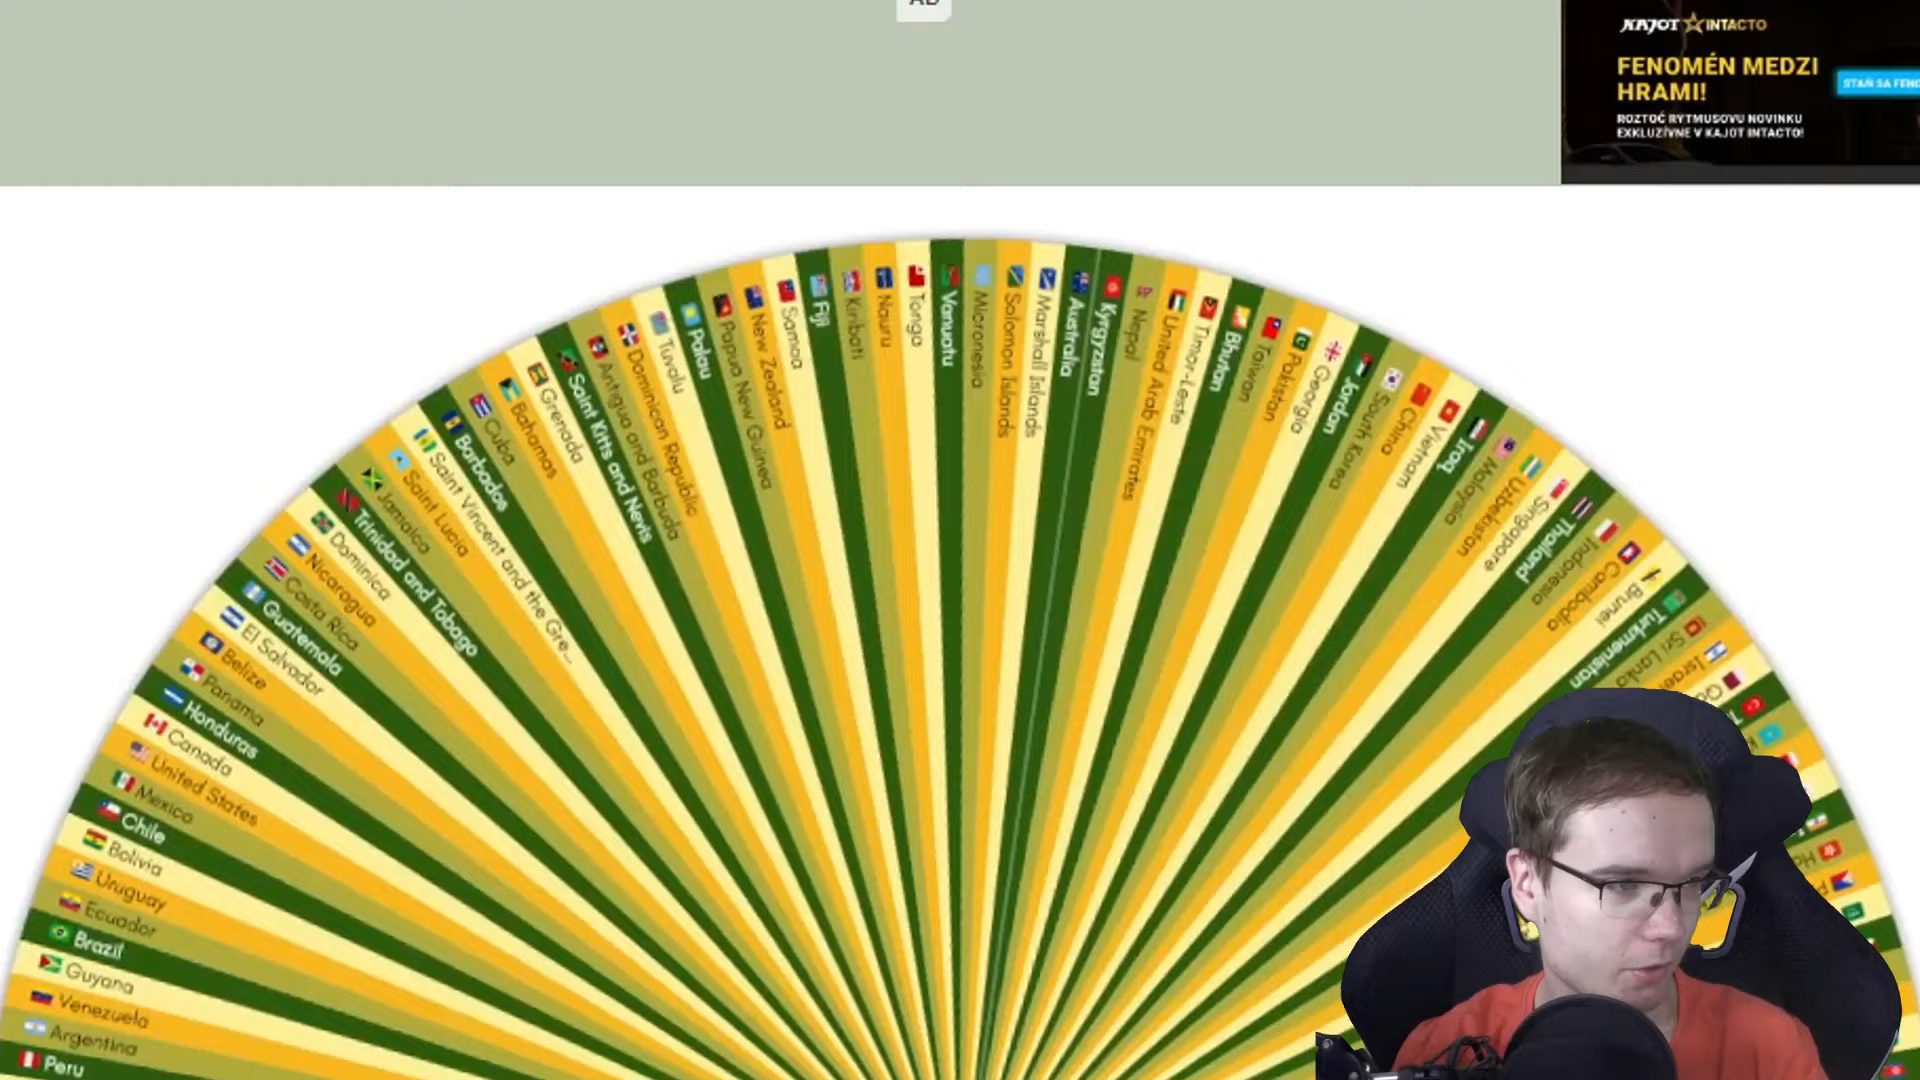 AD
KAJOT INTACTO
FENOMÉN MEDZI
HRAMI!
ROZTOČ RYTMUSOVU NOVINKU
EXKLUZÍVNE V KAJOT INTACTO!
STAŇ SA
Peru
Argentina
Venezuela
Guyana
Brazil
Ecuador
Uruguay
Bolivia
Chile
Mexico
United States
Canada
Honduras
Panama
Belize
El Salvador
Guatemala
Costa Rica
Nicaragua
Dominica
Trinidad and Tobago
Jamaica
Saint Lucia
Saint Vincent and the Gre...
Barbados
Cuba
Bahamas
Grenada
Saint Kitts and Nevis
Antigua and Barbuda
Dominican Republic
Tuvalu
Palau
Papua New Guinea
New Zealand
Samoa
Fiji
Kiribati
Nauru
Tonga
Vanuatu
Micronesia
Solomon Islands
Marshall Islands
Australia
Kyrgyzstan
Nepal
United Arab Emirates
Timor-Leste
Bhutan
Taiwan
Pakistan
Georgia
Jordan
South Korea
China
Vietnam
Iraq
Malaysia
Uzbekistan
Singapore
Thailand
Indonesia
Cambodia
Brunei
Turkmenistan
Sri Lanka